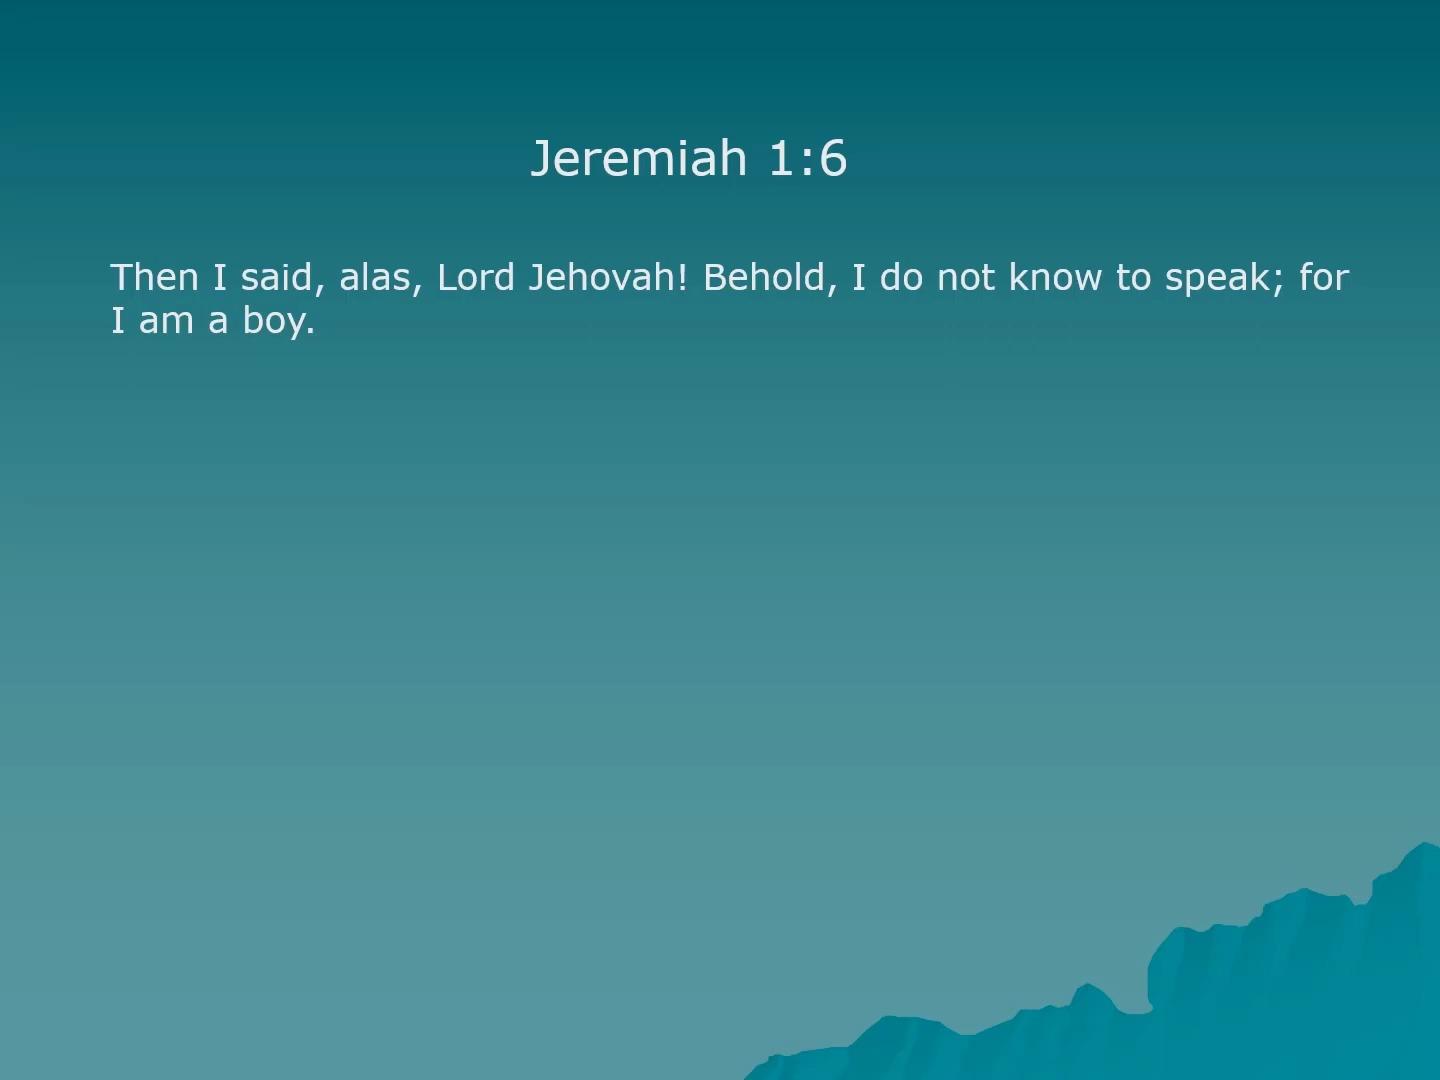 Jeremiah 1:6
Then I said, alas, Lord Jehovah! Behold, I do not know to speak; for
I am a boy.